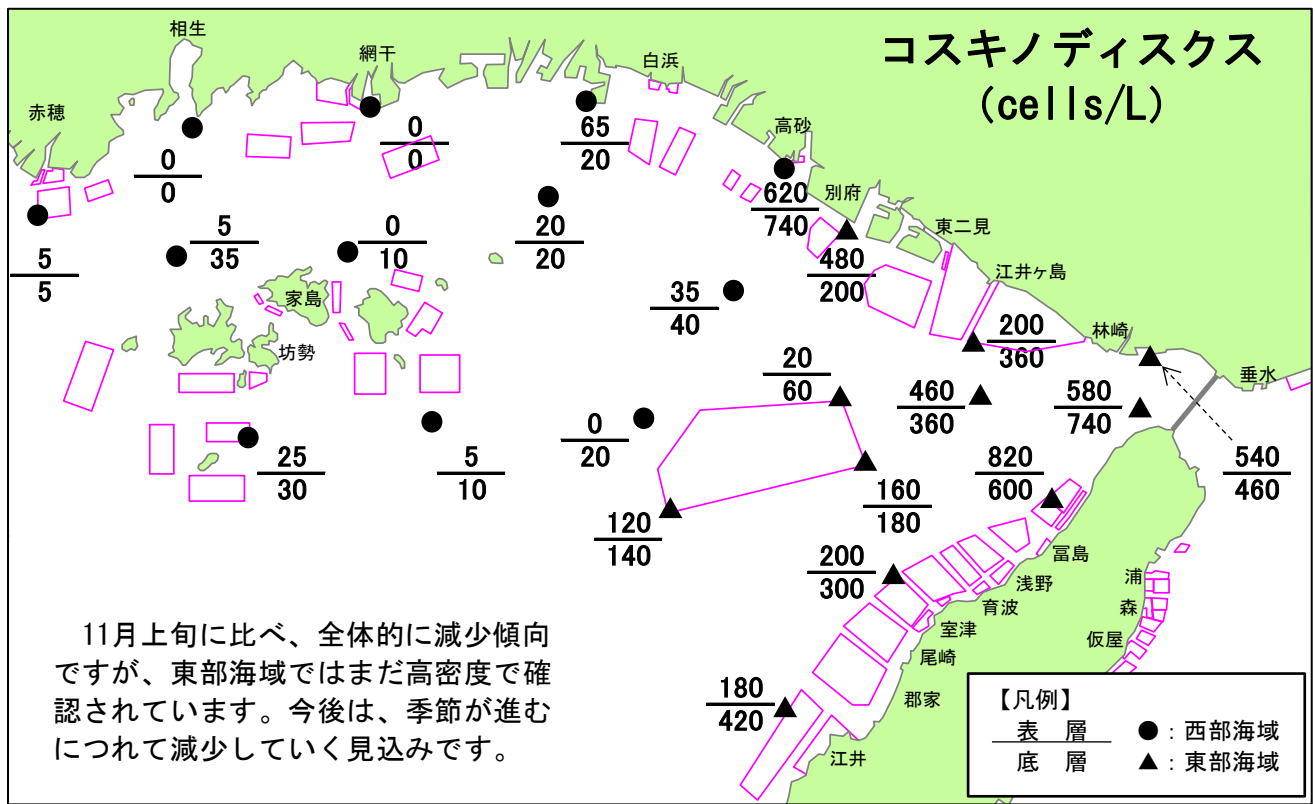 コスキノディスクス
(cells/L)
相生
網干
白浜
赤穂
高砂
別府
東二見
江井ヶ島
林崎
垂水
家島
坊勢
0
0
0
0
65
20
620
740
5
5
5
35
0
10
20
20
480
200
35
40
200
360
20
60
460
360
580
740
540
460
25
30
5
10
0
20
820
600
160
180
120
140
200
300
180
420
冨島
浅野
育波
室津
尾崎
郡家
江井
浦
森
仮屋
11月上旬に比べ、全体的に減少傾向
ですが、東部海域ではまだ高密度で確
認されています。今後は、季節が進む
につれて減少していく見込みです。
【凡例】
表 層 ●:西部海域
底 層 ▲:東部海域